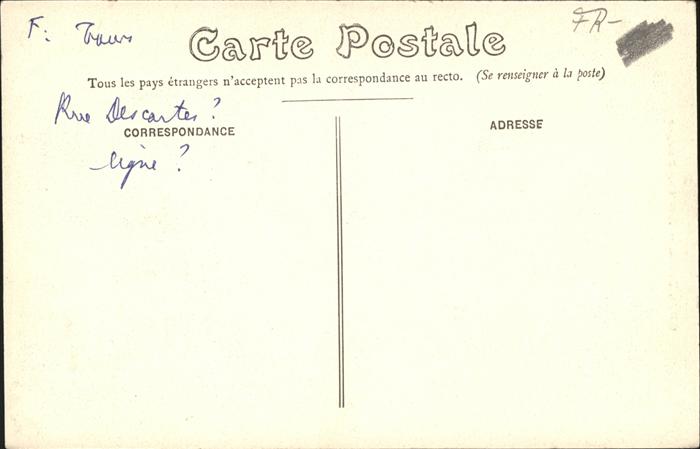 F: Tours
FR-
Carte Postale
Tous les pays étrangers n'acceptent pas la correspondance au recto. (Se renseigner à la poste)
Rue Descartes?
CORRESPONDANCE
ADRESSE
ligne?